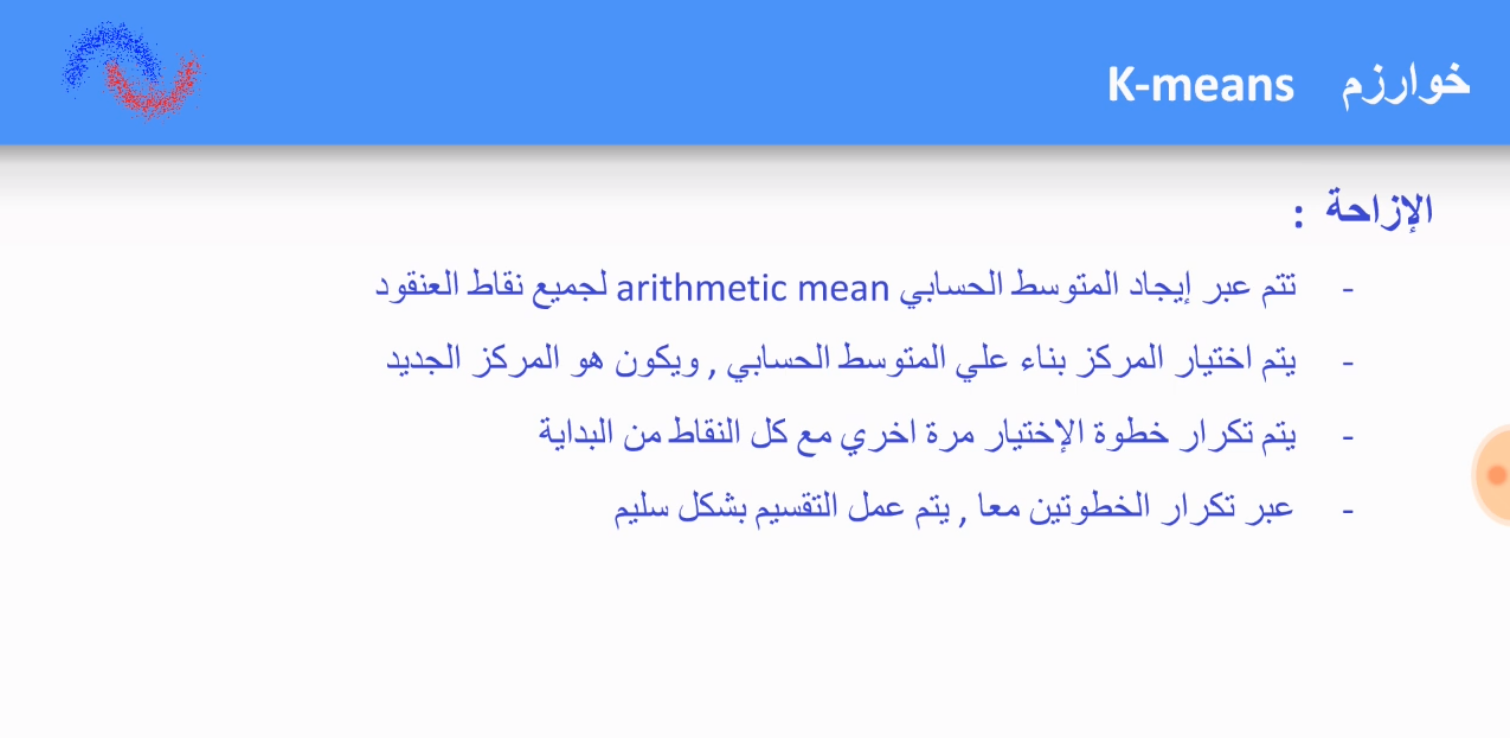 خوارزم K-means
الإزاحة :
- تتم عبر إيجاد المتوسط الحسابي arithmetic mean لجميع نقاط العنقود
- يتم اختيار المركز بناء علي المتوسط الحسابي , ويكون هو المركز الجديد
- يتم تكرار خطوة الإختيار مرة اخري مع كل النقاط من البداية
- عبر تكرار الخطوتين معا , يتم عمل التقسيم بشكل سليم